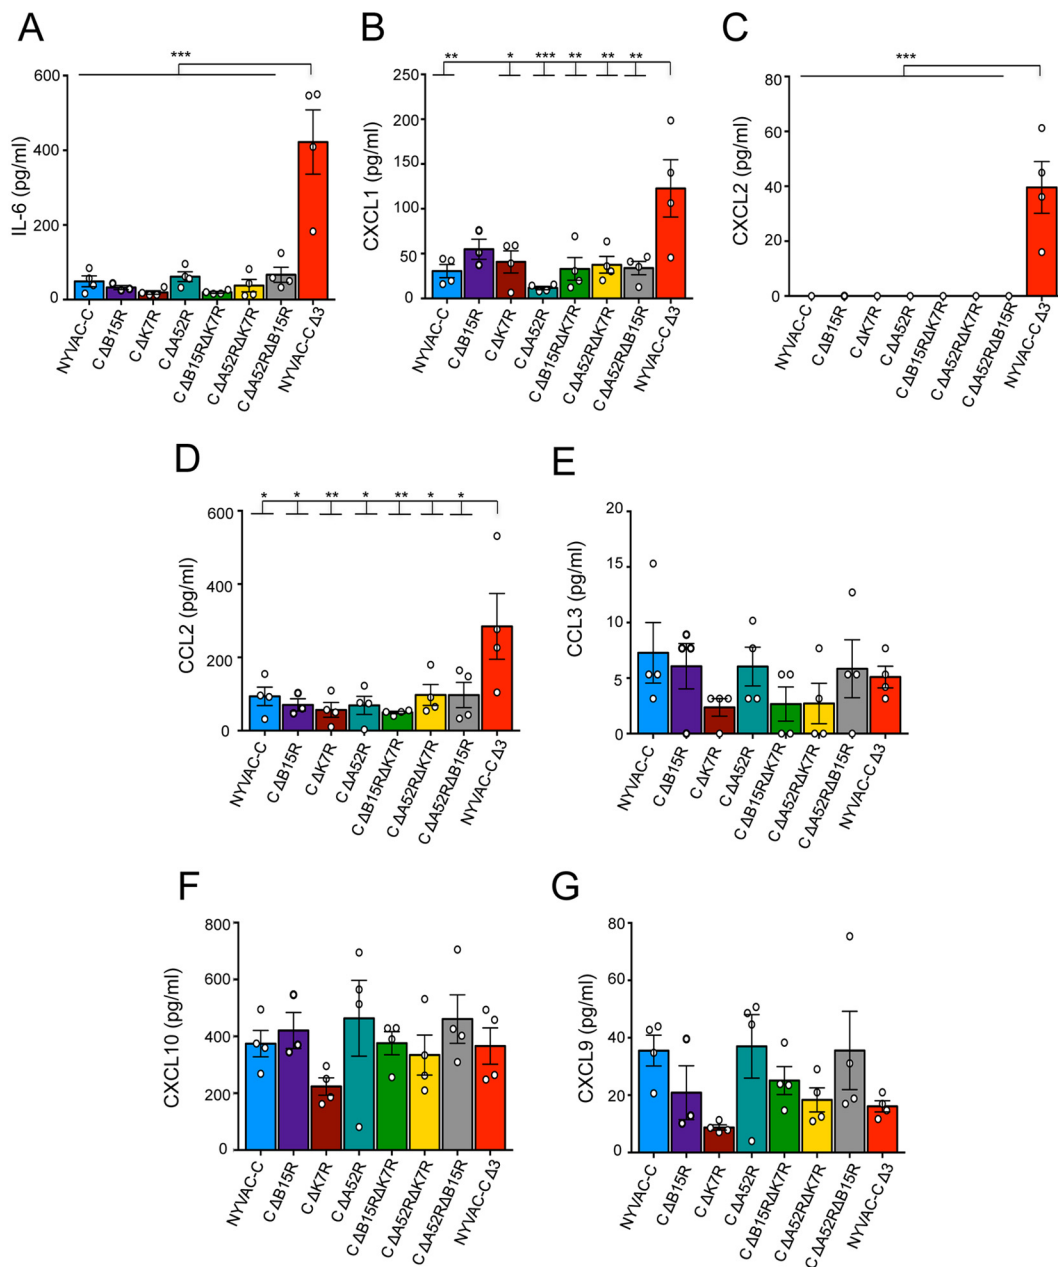 A
***
IL-6 (pg/ml)
600
400
200
0
NYVAC-C
C ΔB15R
C ΔK7R
C ΔA52R
C ΔB15RΔK7R
C ΔA52RΔK7R
C ΔA52RΔB15R
NYVAC-C Δ3
B
** * *** ** ** **
CXCL1 (pg/ml)
250
200
150
100
50
0
NYVAC-C
C ΔB15R
C ΔK7R
C ΔA52R
C ΔB15RΔK7R
C ΔA52RΔK7R
C ΔA52RΔB15R
NYVAC-C Δ3
C
***
CXCL2 (pg/ml)
80
60
40
20
0
NYVAC-C
C ΔB15R
C ΔK7R
C ΔA52R
C ΔB15RΔK7R
C ΔA52RΔK7R
C ΔA52RΔB15R
NYVAC-C Δ3
D
* * ** * ** * *
CCL2 (pg/ml)
600
400
200
0
NYVAC-C
C ΔB15R
C ΔK7R
C ΔA52R
C ΔB15RΔK7R
C ΔA52RΔK7R
C ΔA52RΔB15R
NYVAC-C Δ3
E
CCL3 (pg/ml)
20
15
10
5
0
NYVAC-C
C ΔB15R
C ΔK7R
C ΔA52R
C ΔB15RΔK7R
C ΔA52RΔK7R
C ΔA52RΔB15R
NYVAC-C Δ3
F
CXCL10 (pg/ml)
800
600
400
200
0
NYVAC-C
C ΔB15R
C ΔK7R
C ΔA52R
C ΔB15RΔK7R
C ΔA52RΔK7R
C ΔA52RΔB15R
NYVAC-C Δ3
G
CXCL9 (pg/ml)
80
60
40
20
0
NYVAC-C
C ΔB15R
C ΔK7R
C ΔA52R
C ΔB15RΔK7R
C ΔA52RΔK7R
C ΔA52RΔB15R
NYVAC-C Δ3